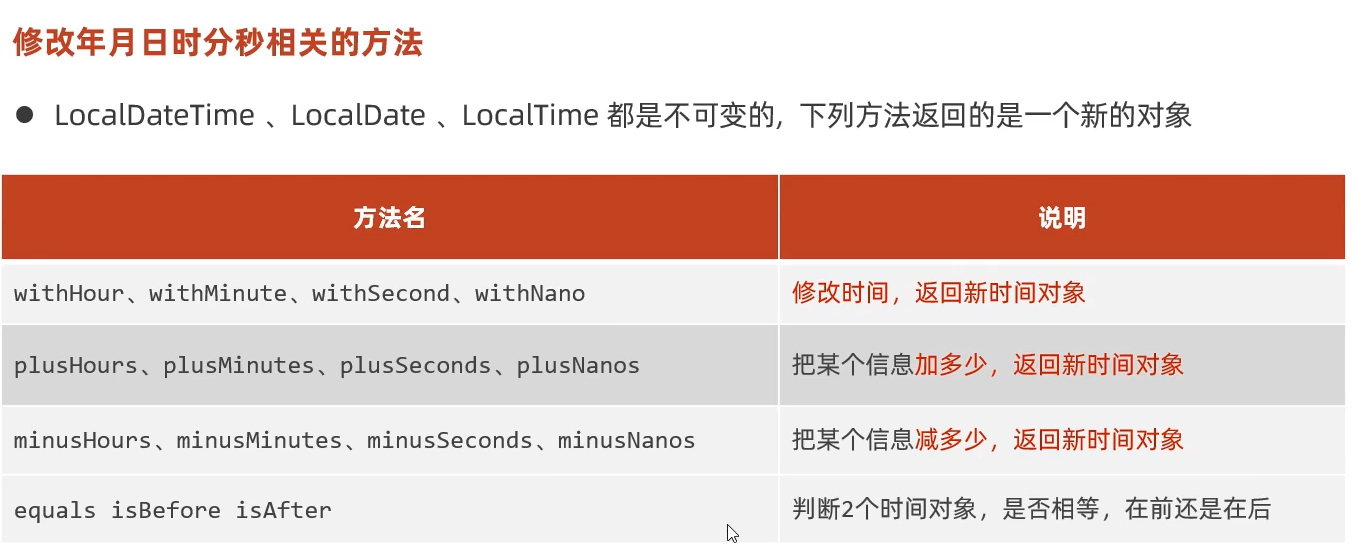 修改年月日时分秒相关的方法
● LocalDateTime 、LocalDate 、LocalTime 都是不可变的, 下列方法返回的是一个新的对象
方法名 说明
withHour、withMinute、withSecond、withNano 修改时间，返回新时间对象
plusHours、plusMinutes、plusSeconds、plusNanos 把某个信息加多少，返回新时间对象
minusHours、minusMinutes、minusSeconds、minusNanos 把某个信息减多少，返回新时间对象
equals isBefore isAfter 判断2个时间对象，是否相等，在前还是在后